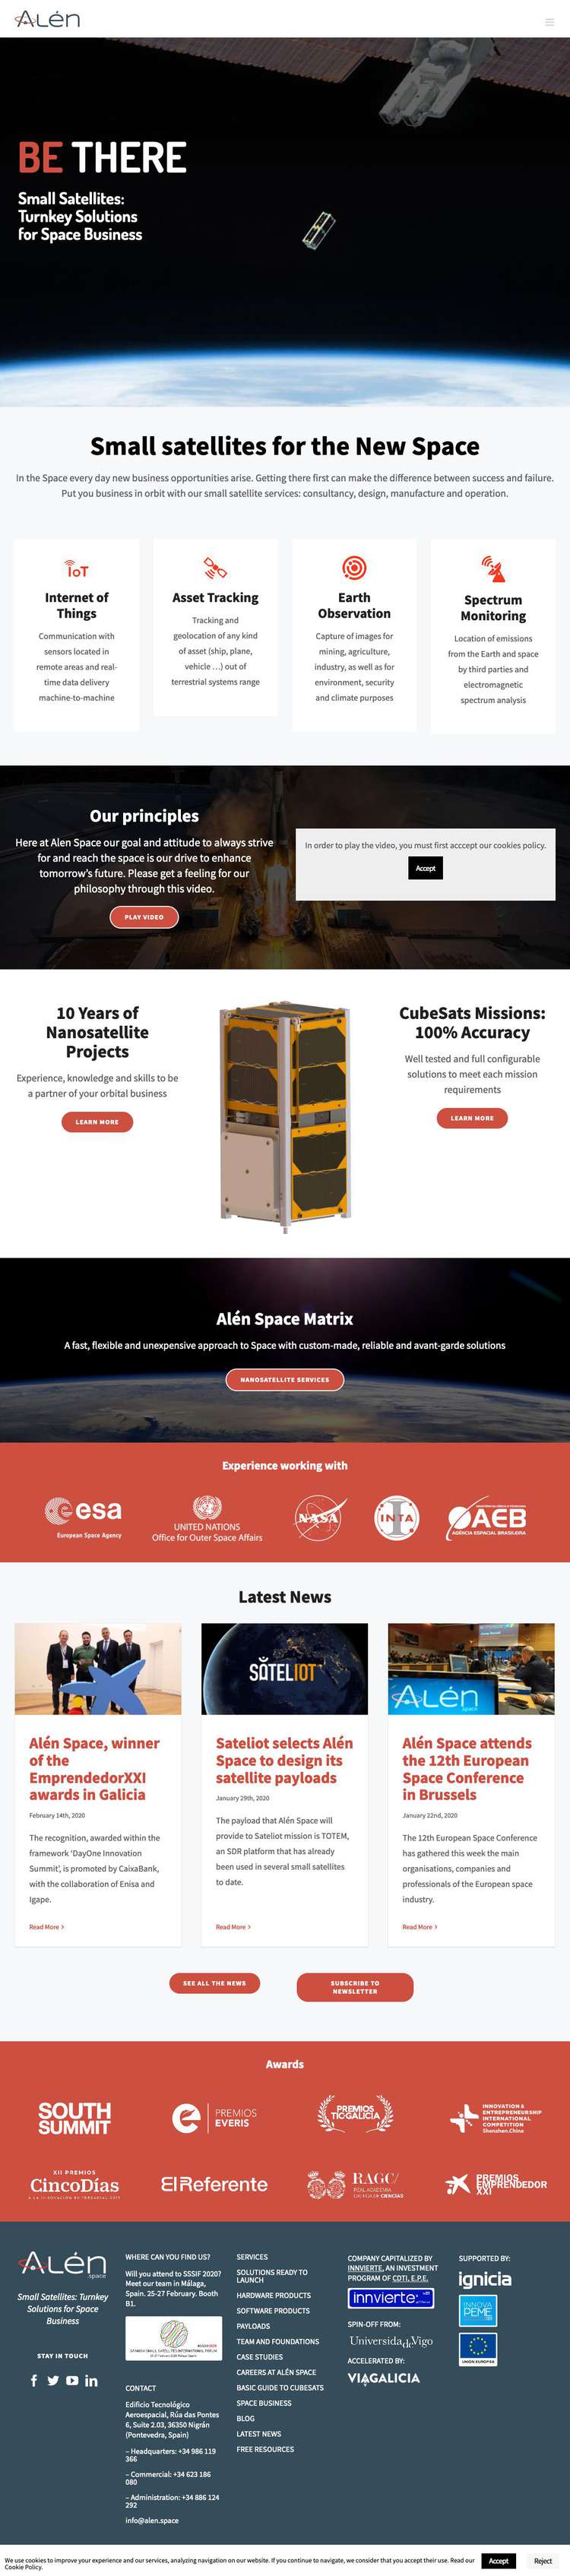 Alén
BE THERE
Small Satellites:
Turnkey Solutions
for Space Business
Small satellites for the New Space
In the Space every day new business opportunities arise. Getting there first can make the difference between success and failure.
Put you business in orbit with our small satellite services: consultancy, design, manufacture and operation.
IoT
Internet of
Things
Communication with
sensors located in
remote areas and real-
time data delivery
machine-to-machine
Asset Tracking
Tracking and
geolocation of any kind
of asset (ship, plane,
vehicle ...) out of
terrestrial systems range
Earth
Observation
Capture of images for
mining, agriculture,
industry, as well as for
environment, security
and climate purposes
Spectrum
Monitoring
Location of emissions
from the Earth and space
by third parties and
electromagnetic
spectrum analysis
Our principles
Here at Alen Space our goal and attitude to always strive
for and reach the space is our drive to enhance
tomorrow's future. Please get a feeling for our
philosophy through this video.
PLAY VIDEO
In order to play the video, you must first acccept our cookies policy.
Accept
10 Years of
Nanosatellite
Projects
Experience, knowledge and skills to be
a partner of your orbital business
LEARN MORE
CubeSats Missions:
100% Accuracy
Well tested and full configurable
solutions to meet each mission
requirements
LEARN MORE
Alén Space Matrix
A fast, flexible and unexpensive approach to Space with custom-made, reliable and avant-garde solutions
NANOSATELLITE SERVICES
Experience working with
esa
European Space Agency
UNITED NATIONS
Office for Outer Space Affairs
NASA
INTA
AEB
AGÊNCIA ESPACIAL BRASILEIRA
Latest News
Alén Space, winner
of the
EmprendedorXXI
awards in Galicia
February 14th, 2020
The recognition, awarded within the
framework 'DayOne Innovation
Summit', is promoted by CaixaBank,
with the collaboration of Enisa and
Igape.
Read More >
SATELIOT
Sateliot selects Alén
Space to design its
satellite payloads
January 29th, 2020
The payload that Alén Space will
provide to Sateliot mission is TOTEM,
an SDR platform that has already
been used in several small satellites
to date.
Read More >
Alén
space
Alén Space attends
the 12th European
Space Conference
in Brussels
January 22nd, 2020
The 12th European Space Conference
has gathered this week the main
organisations, companies and
professionals of the European space
industry.
Read More >
SEE ALL THE NEWS
SUBSCRIBE TO
NEWSLETTER
Awards
SOUTH
SUMMIT
PREMIOS
EVERIS
PREMIOS
TICGALICIA
INNOVATION &
ENTREPRENEURSHIP
INTERNATIONAL
COMPETITION
Shenzhen.China
XII PREMIOS
CincoDías
A LA INNOVACIÓN EMPRESARIAL 2019
ElReferente
RAGC/
REAL ACADEMIA
GALEGA DE CIENCIAS
PREMIOS
EMPRENDEDOR
XXI
Alén
.space
Small Satellites: Turnkey
Solutions for Space
Business
STAY IN TOUCH
WHERE CAN YOU FIND US?
Will you attend to SSSIF 2020?
Meet our team in Málaga,
Spain. 25-27 February. Booth
B1.
CONTACT
Edificio Tecnológico
Aeroespacial, Rúa das Pontes
6, Suite 2.03, 36350 Nigrán
(Pontevedra, Spain)
– Headquarters: +34 986 119
366
– Commercial: +34 623 186
080
– Administration: +34 886 124
292
info@alen.space
SERVICES
SOLUTIONS READY TO
LAUNCH
HARDWARE PRODUCTS
SOFTWARE PRODUCTS
PAYLOADS
TEAM AND FOUNDATIONS
CASE STUDIES
CAREERS AT ALÉN SPACE
BASIC GUIDE TO CUBESATS
SPACE BUSINESS
BLOG
LATEST NEWS
FREE RESOURCES
COMPANY CAPITALIZED BY
INNVIERTE, AN INVESTMENT
PROGRAM OF CDTI, E.P.E.
innvierte
SPIN-OFF FROM:
UniversidadeVigo
ACCELERATED BY:
VIAGALICIA
SUPPORTED BY:
ignicia
INNOVA
PEME
UNIÓN EUROPEA
We use cookies to improve your experience and our services, analyzing navigation on our website. If you continue to navigate, we consider that you accept their use. Read our
Cookie Policy.
Accept
Reject